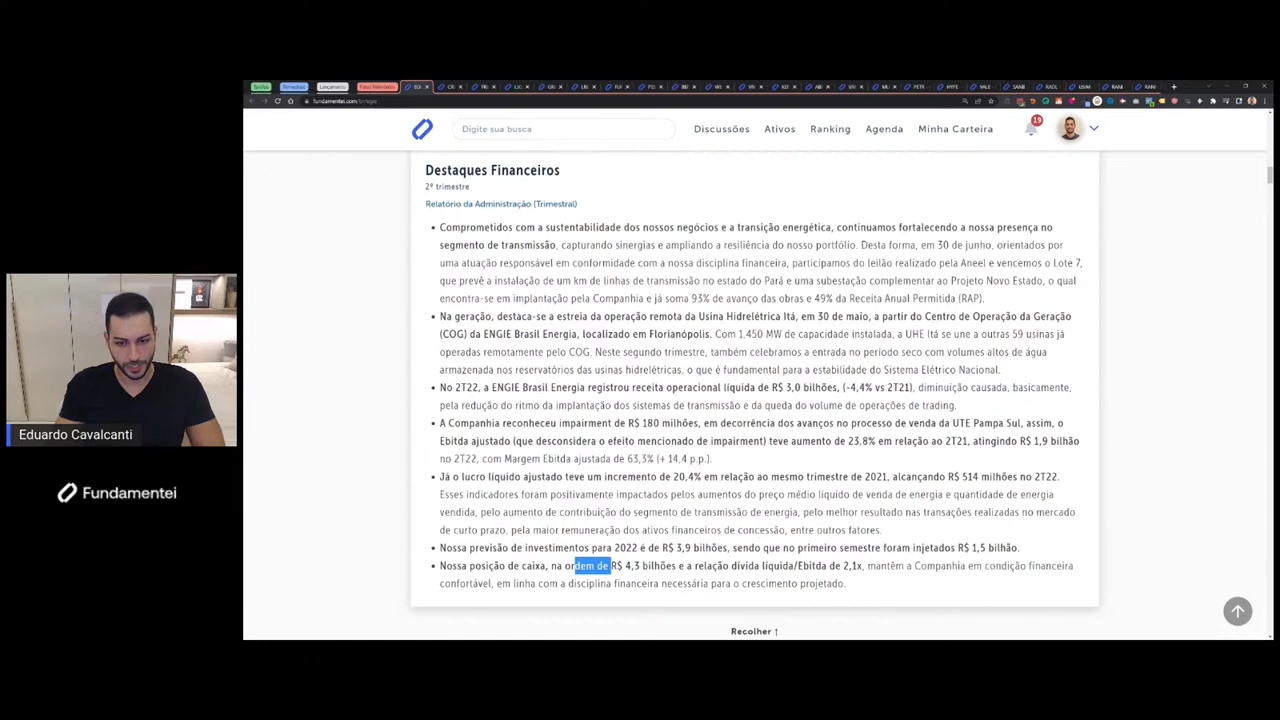 Tarifas
Trimestrais
Lançamento
Fatos Relevantes
fundamentei.com/br/egie
Digite sua busca
Discussões
Ativos
Ranking
Agenda
Minha Carteira
19
Destaques Financeiros
2º trimestre
Relatório da Administração (Trimestral)
• Comprometidos com a sustentabilidade dos nossos negócios e a transição energética, continuamos fortalecendo a nossa presença no
segmento de transmissão, capturando sinergias e ampliando a resiliência do nosso portfólio. Desta forma, em 30 de junho, orientados por
uma atuação responsável em conformidade com a nossa disciplina financeira, participamos do leilão realizado pela Aneel e vencemos o Lote 7,
que prevê a instalação de um km de linhas de transmissão no estado do Pará e uma subestação complementar ao Projeto Novo Estado, o qual
encontra-se em implantação pela Companhia e já soma 93% de avanço das obras e 49% da Receita Anual Permitida (RAP).
• Na geração, destaca-se a estreia da operação remota da Usina Hidrelétrica Itá, em 30 de maio, a partir do Centro de Operação da Geração
(COG) da ENGIE Brasil Energia, localizado em Florianópolis. Com 1.450 MW de capacidade instalada, a UHE Itá se une a outras 59 usinas já
operadas remotamente pelo COG. Neste segundo trimestre, também celebramos a entrada no período seco com volumes altos de água
armazenada nos reservatórios das usinas hidrelétricas, o que é fundamental para a estabilidade do Sistema Elétrico Nacional.
• No 2T22, a ENGIE Brasil Energia registrou receita operacional líquida de R$ 3,0 bilhões, (-4,4% vs 2T21), diminuição causada, basicamente,
pela redução do ritmo da implantação dos sistemas de transmissão e da queda do volume de operações de trading.
• A Companhia reconheceu impairment de R$ 180 milhões, em decorrência dos avanços no processo de venda da UTE Pampa Sul, assim, o
Ebitda ajustado (que desconsidera o efeito mencionado de impairment) teve aumento de 23,8% em relação ao 2T21, atingindo R$ 1,9 bilhão
no 2T22, com Margem Ebitda ajustada de 63,3% (+ 14,4 p.p.).
• Já o lucro líquido ajustado teve um incremento de 20,4% em relação ao mesmo trimestre de 2021, alcançando R$ 514 milhões no 2T22.
Esses indicadores foram positivamente impactados pelos aumentos do preço médio líquido de venda de energia e quantidade de energia
vendida, pelo aumento de contribuição do segmento de transmissão de energia, pelo melhor resultado nas transações realizadas no mercado
de curto prazo, pela maior remuneração dos ativos financeiros de concessão, entre outros fatores.
• Nossa previsão de investimentos para 2022 é de R$ 3,9 bilhões, sendo que no primeiro semestre foram injetados R$ 1,5 bilhão.
• Nossa posição de caixa, na ordem de R$ 4,3 bilhões e a relação dívida líquida/Ebitda de 2,1x, mantêm a Companhia em condição financeira
confortável, em linha com a disciplina financeira necessária para o crescimento projetado.
Recolher ↑
Eduardo Cavalcanti
Fundamentei